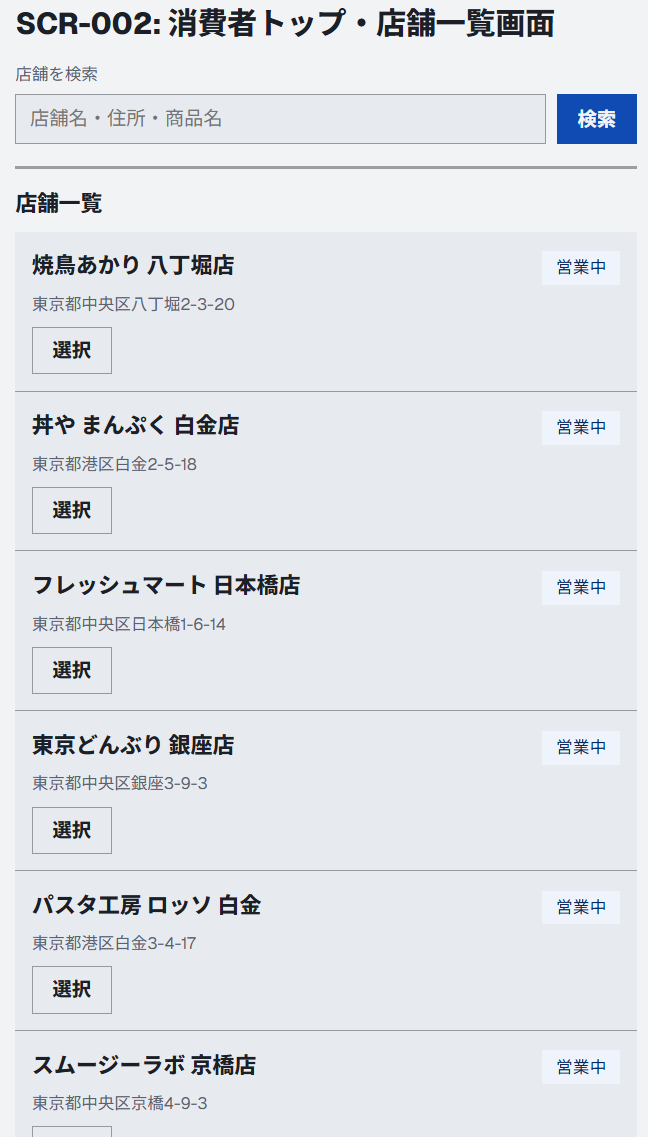 SCR-002: 消費者トップ・店舗一覧画面
店舗を検索
店舗名・住所・商品名
検索
店舗一覧
焼鳥あかり 八丁堀店
営業中
東京都中央区八丁堀2-3-20
選択
丼や まんぷく 白金店
営業中
東京都港区白金2-5-18
選択
フレッシュマート 日本橋店
営業中
東京都中央区日本橋1-6-14
選択
東京どんぶり 銀座店
営業中
東京都中央区銀座3-9-3
選択
パスタ工房 ロッソ 白金
営業中
東京都港区白金3-4-17
選択
スムージーラボ 京橋店
営業中
東京都中央区京橋4-9-3